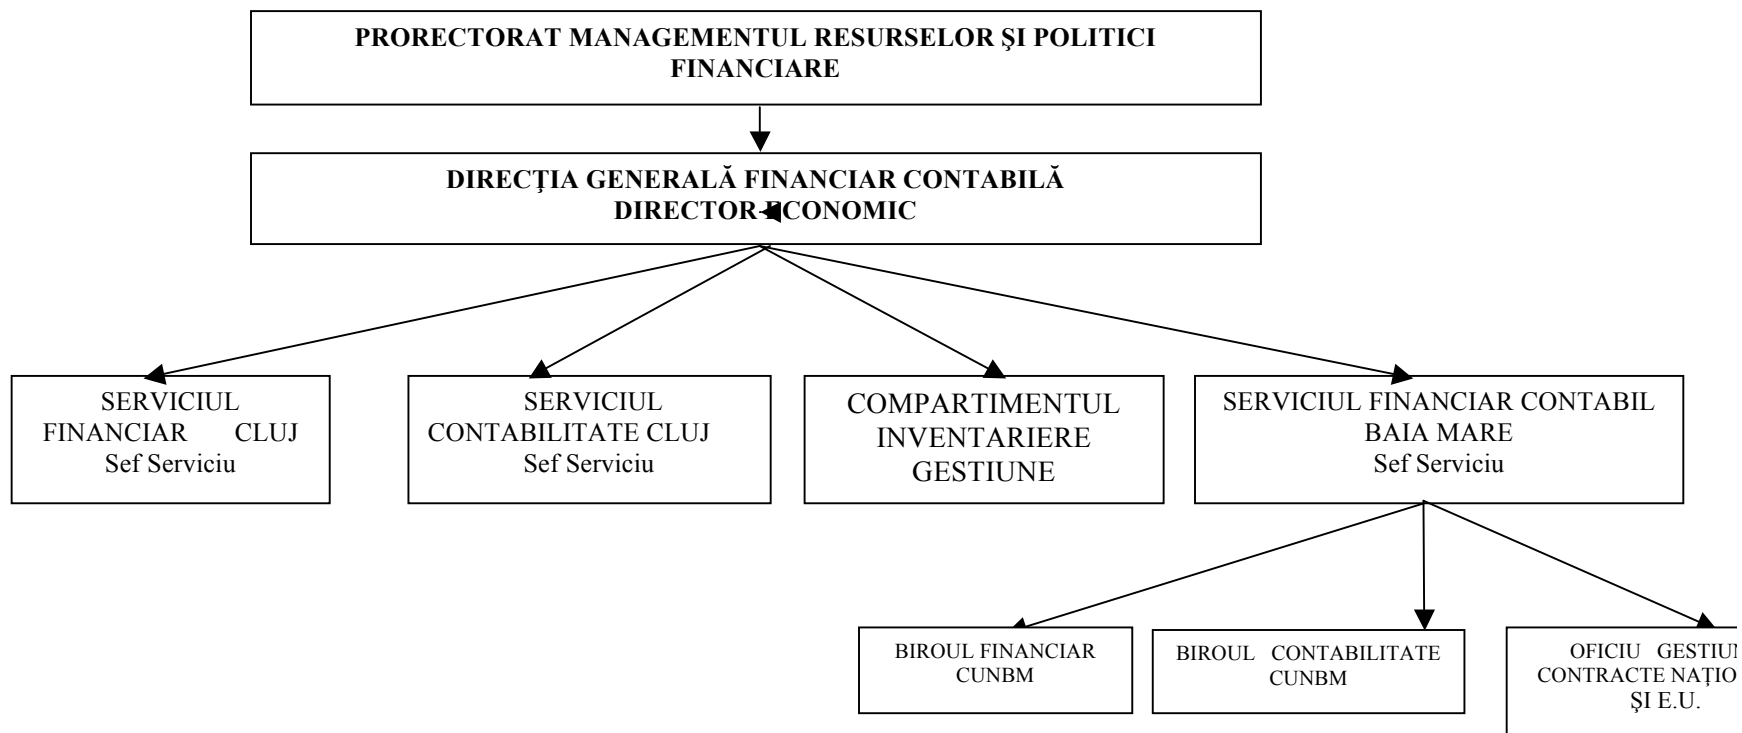 PRORECTORAT MANAGEMENTUL RESURSELOR ŞI POLITICI
FINANCIARE
DIRECŢIA GENERALĂ FINANCIAR CONTABILĂ
DIRECTOR ECONOMIC
SERVICIUL
FINANCIAR CLUJ
Sef Serviciu
SERVICIUL
CONTABILITATE CLUJ
Sef Serviciu
COMPARTIMENTUL
INVENTARIERE
GESTIUNE
SERVICIUL FINANCIAR CONTABIL
BAIA MARE
Sef Serviciu
BIROUL FINANCIAR
CUNBM
BIROUL CONTABILITATE
CUNBM
OFICIU
CONTRACTE
ŞI E.U.